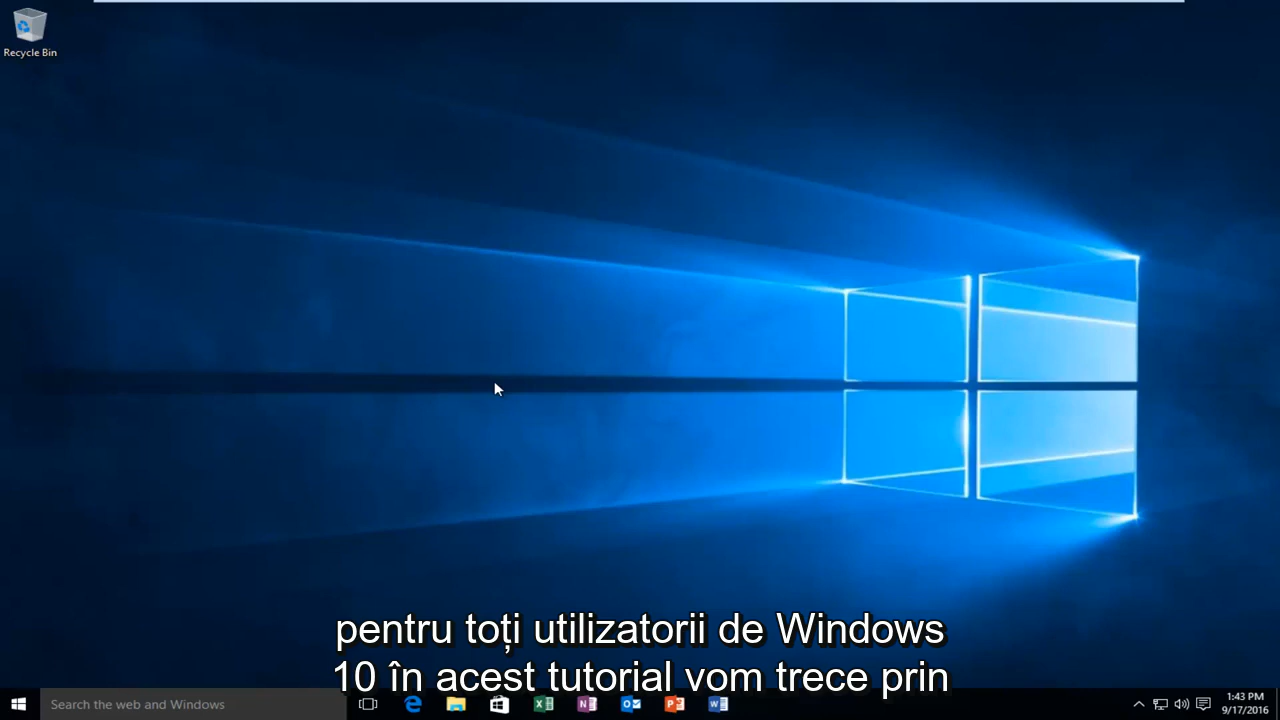 Recycle Bin
pentru toți utilizatorii de Windows
10 în acest tutorial vom trece prin
Search the web and Windows
1:43 PM
9/17/2016